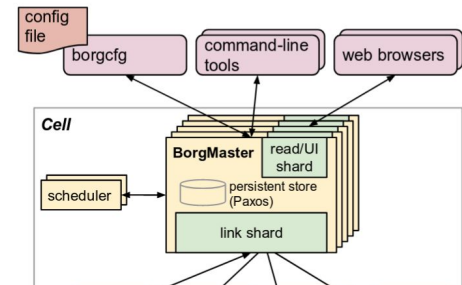 config
file
borgcfg
command-line
tools
web browsers
Cell
BorgMaster
read/UI
shard
persistent store
(Paxos)
scheduler
link shard